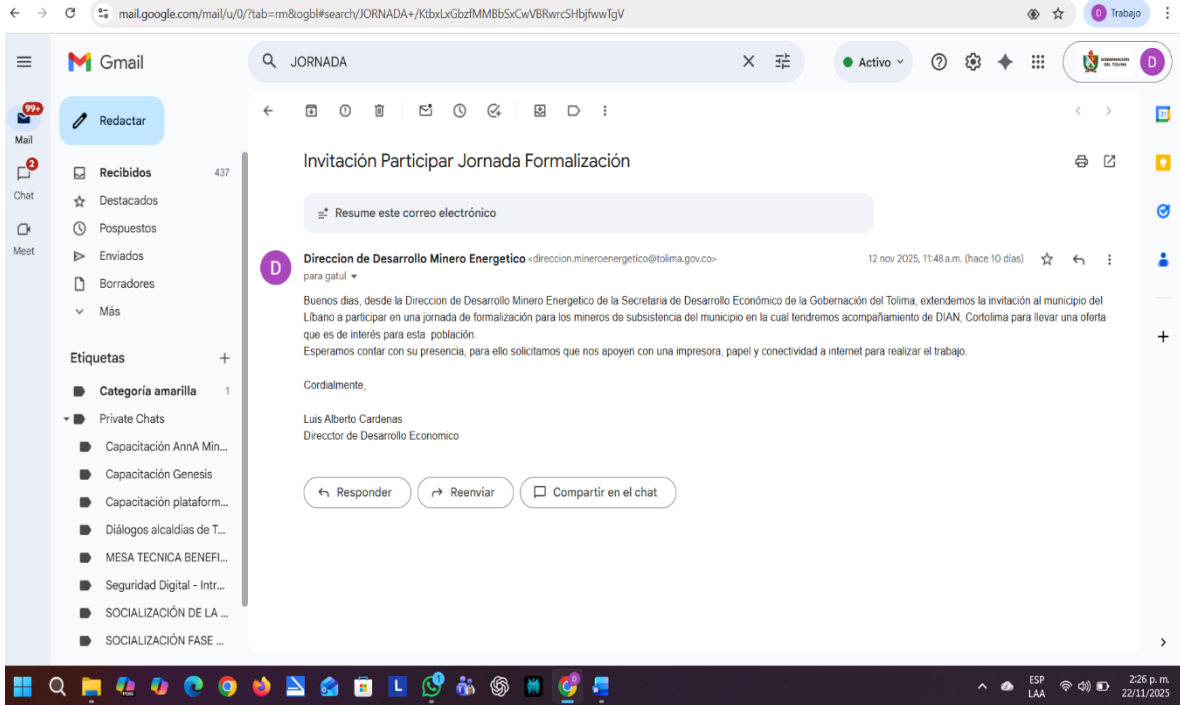 mail.google.com/mail/u/0/?tab=rm&ogbl#search/JORNADA+/KtbxLxGbzfMMBbSxCwVBRwrcSHbjfwwTgV
D Trabajo
Gmail
JORNADA
Activo
GOBERNACIÓN DEL TOLIMA
D
99+
Mail
2
Chat
Meet
Redactar
Recibidos 437
Destacados
Pospuestos
Enviados
Borradores
Más
Etiquetas
Categoría amarilla 1
Private Chats
Capacitación AnnA Min...
Capacitación Genesis
Capacitación plataform...
Diálogos alcaldías de T...
MESA TECNICA BENEFI...
Seguridad Digital - Intr...
SOCIALIZACIÓN DE LA ...
SOCIALIZACIÓN FASE ...
Invitación Participar Jornada Formalización
Resume este correo electrónico
D
Direccion de Desarrollo Minero Energetico <direccion.mineroenergetico@tolima.gov.co>
12 nov 2025, 11:48 a.m. (hace 10 días)
para gatul
Buenos dias, desde la Direccion de Desarrollo Minero Energetico de la Secretaria de Desarrollo Económico de la Gobernación del Tolima, extendemos la invitación al municipio del
Líbano a participar en una jornada de formalización para los mineros de subsistencia del municipio en la cual tendremos acompañamiento de DIAN, Cortolima para llevar una oferta
que es de interés para esta población.
Esperamos contar con su presencia, para ello solicitamos que nos apoyen con una impresora, papel y conectividad a internet para realizar el trabajo.
Cordialmente,
Luis Alberto Cardenas
Direcctor de Desarrollo Economico
Responder
Reenviar
Compartir en el chat
31
L
1
ESP
LAA
2:26 p. m.
22/11/2025